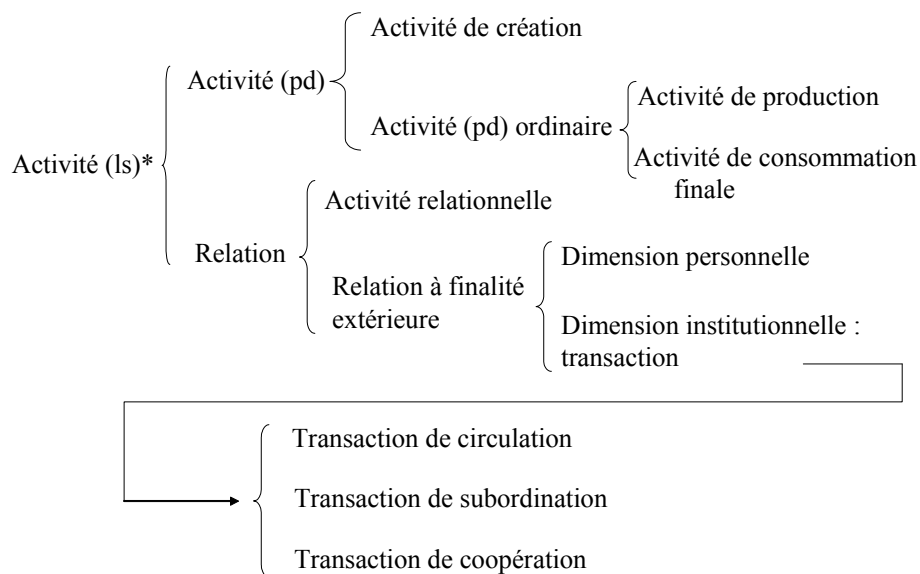 Activité de création
Activité (pd)
Activité de production
Activité (pd) ordinaire
Activité (ls)*
Activité de consommation
finale
Activité relationnelle
Relation
Dimension personnelle
Relation à finalité
extérieure
Dimension institutionnelle :
transaction
Transaction de circulation
Transaction de subordination
Transaction de coopération